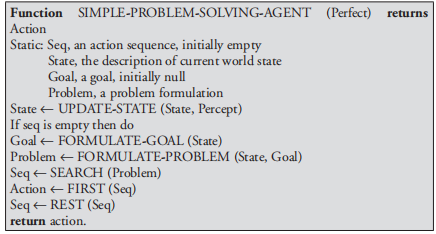 Function SIMPLE-PROBLEM-SOLVING-AGENT (Perfect) returns
Action
Static: Seq, an action sequence, initially empty
State, the description of current world state
Goal, a goal, initially null
Problem, a problem formulation
State ← UPDATE-STATE (State, Percept)
If seq is empty then do
Goal ← FORMULATE-GOAL (State)
Problem ← FORMULATE-PROBLEM (State, Goal)
Seq ← SEARCH (Problem)
Action ← FIRST (Seq)
Seq ← REST (Seq)
return action.